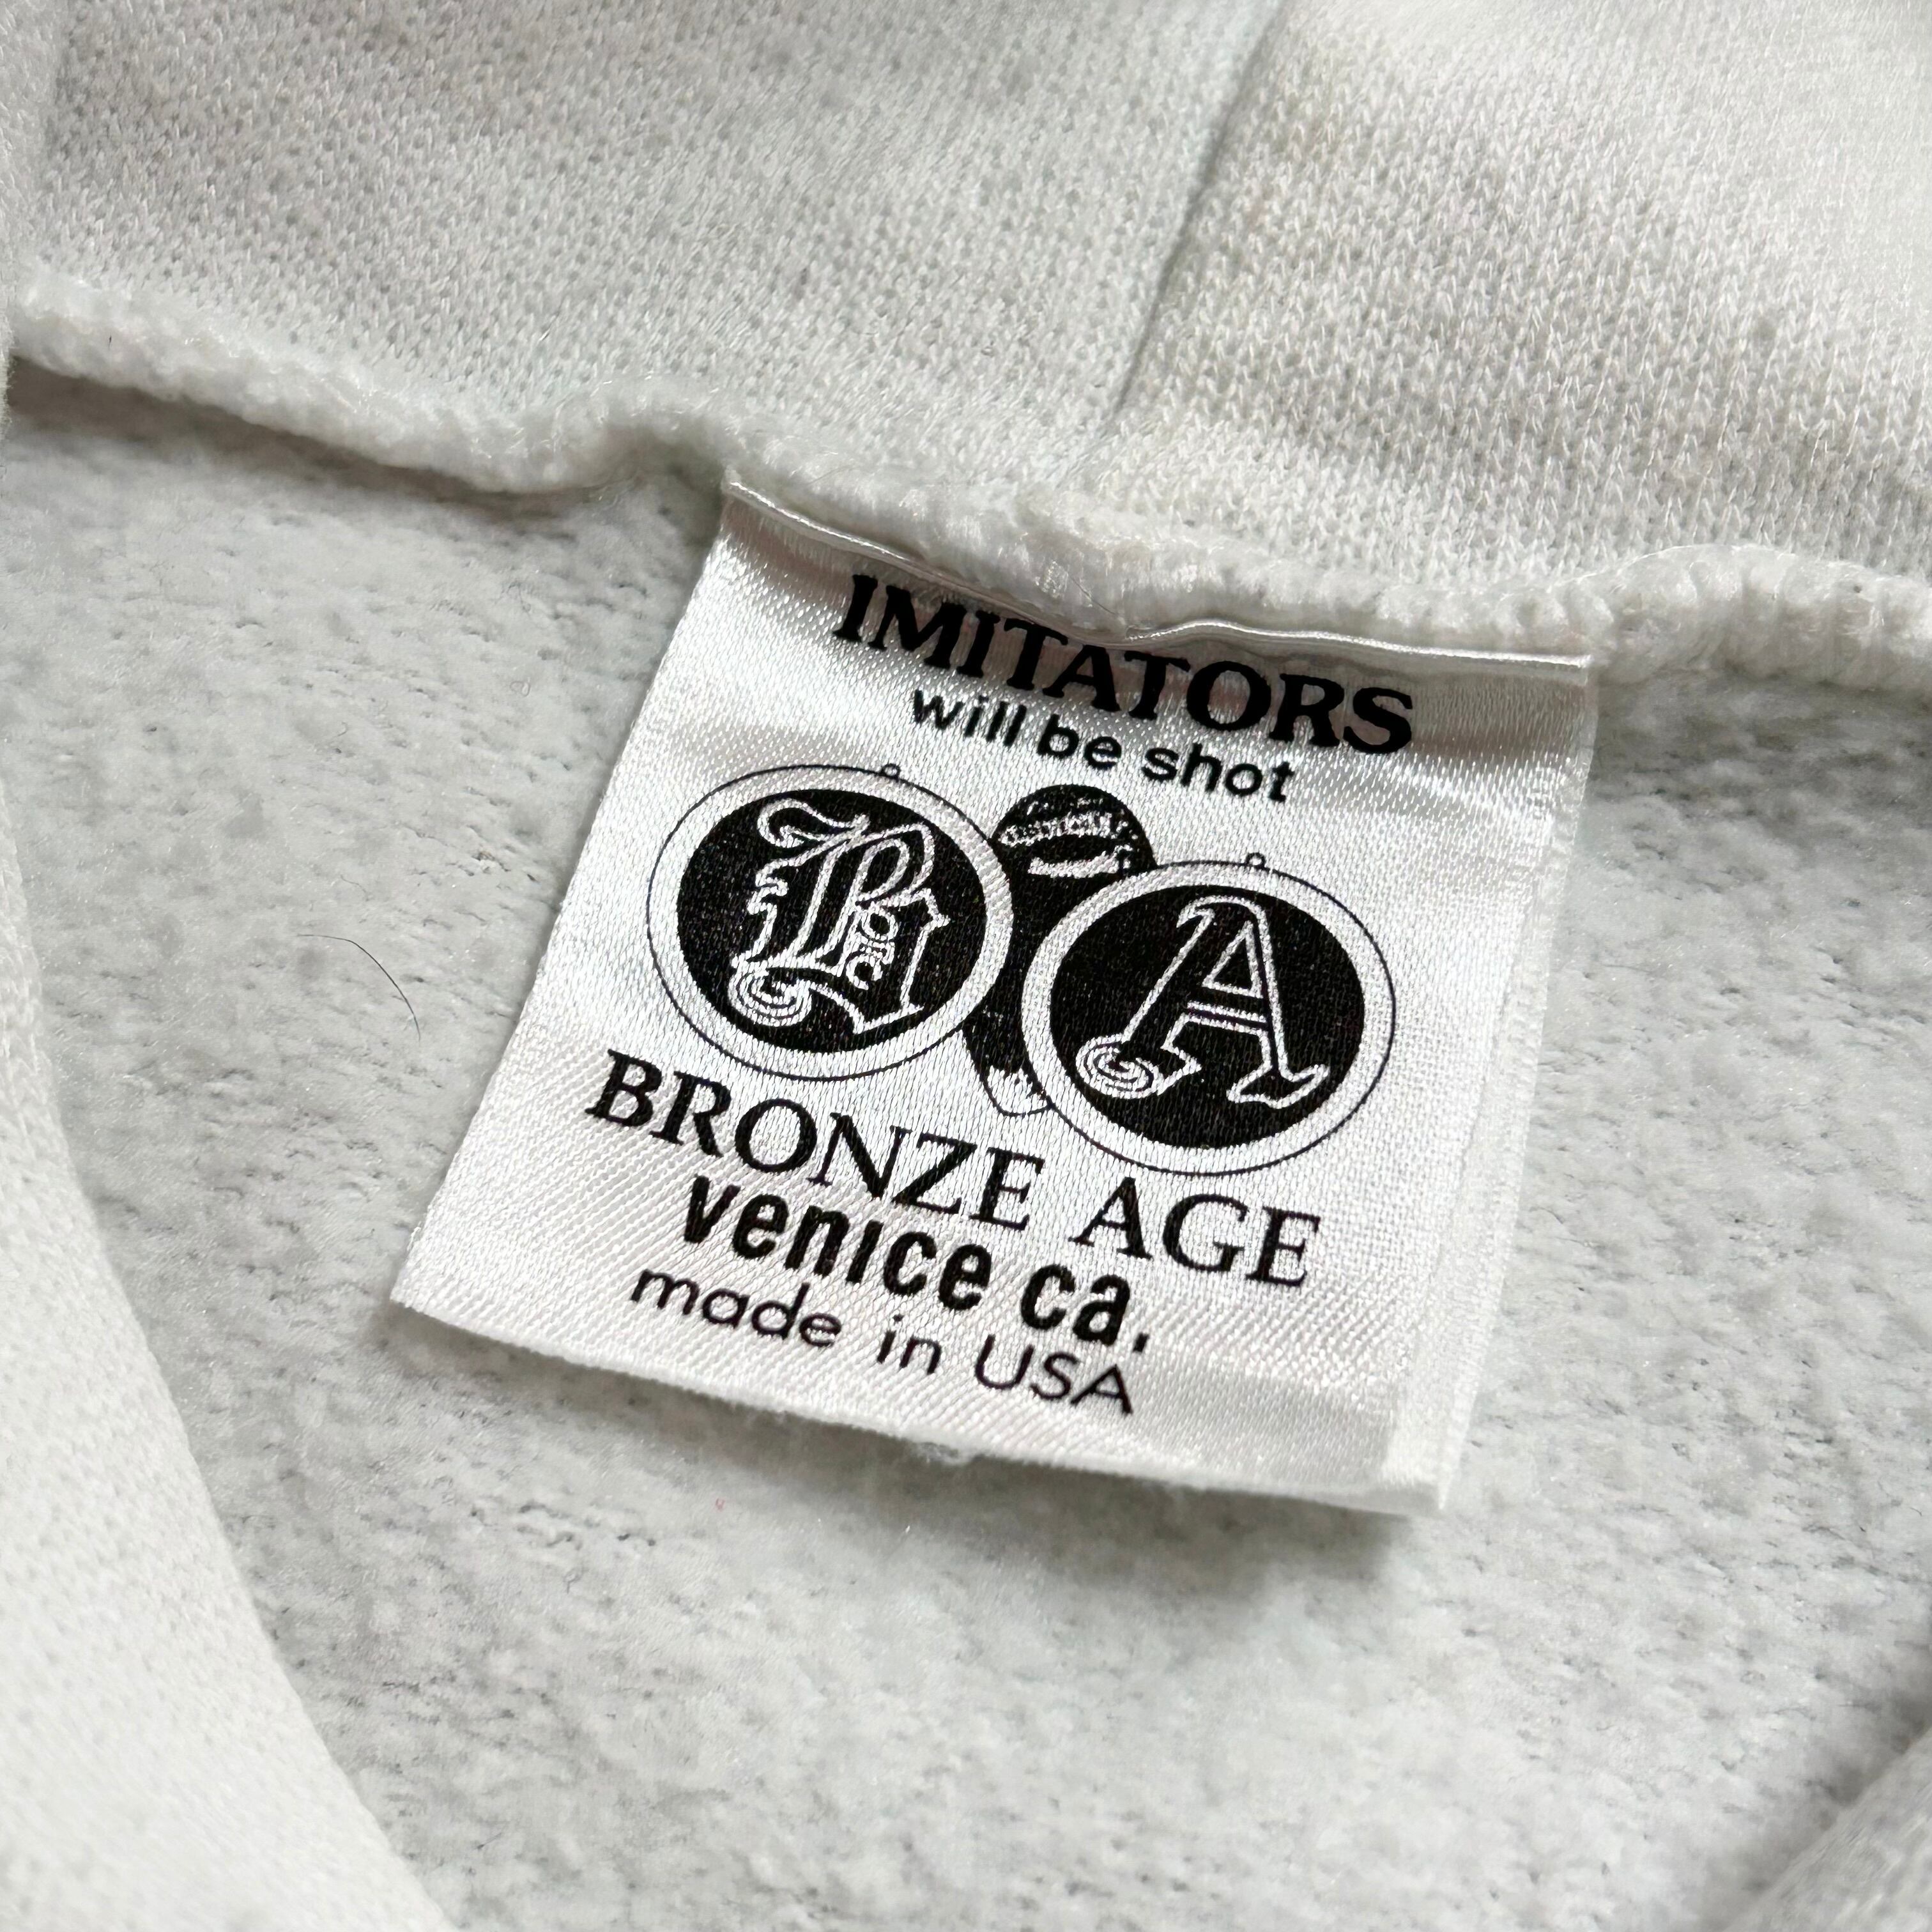 IMITATORS
will be shot
B A
BRONZE AGE
venice ca.
made in USA